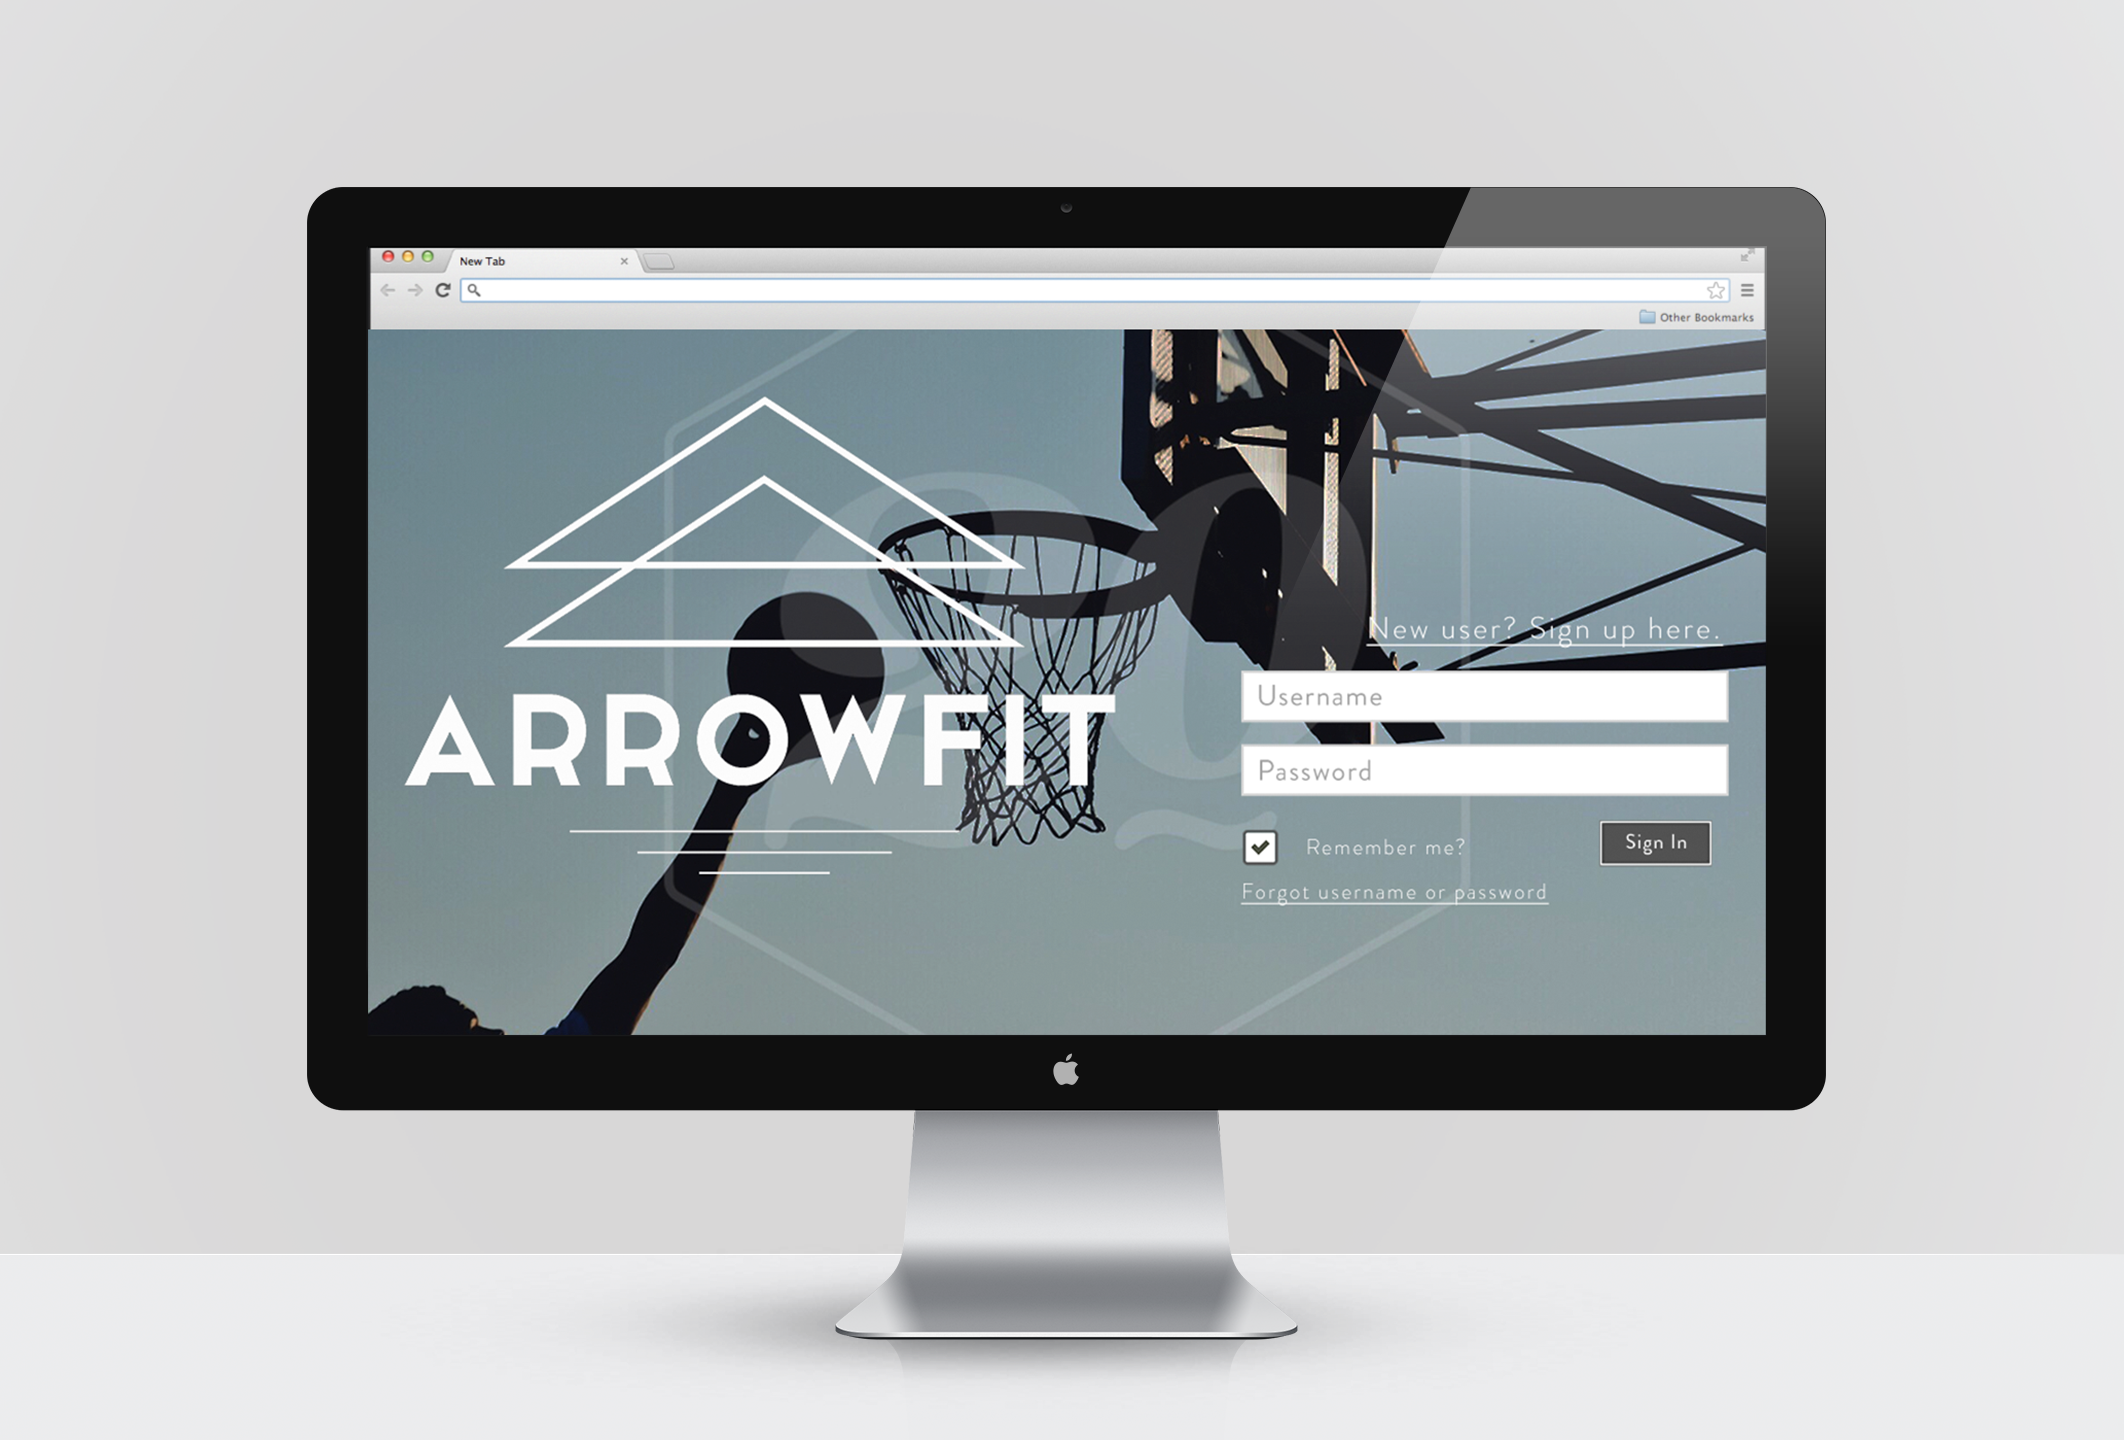 New Tab
Other Bookmarks
20
ARROWFIT
New user? Sign up here.
Username
Password
Remember me?
Sign In
Forgot username or password